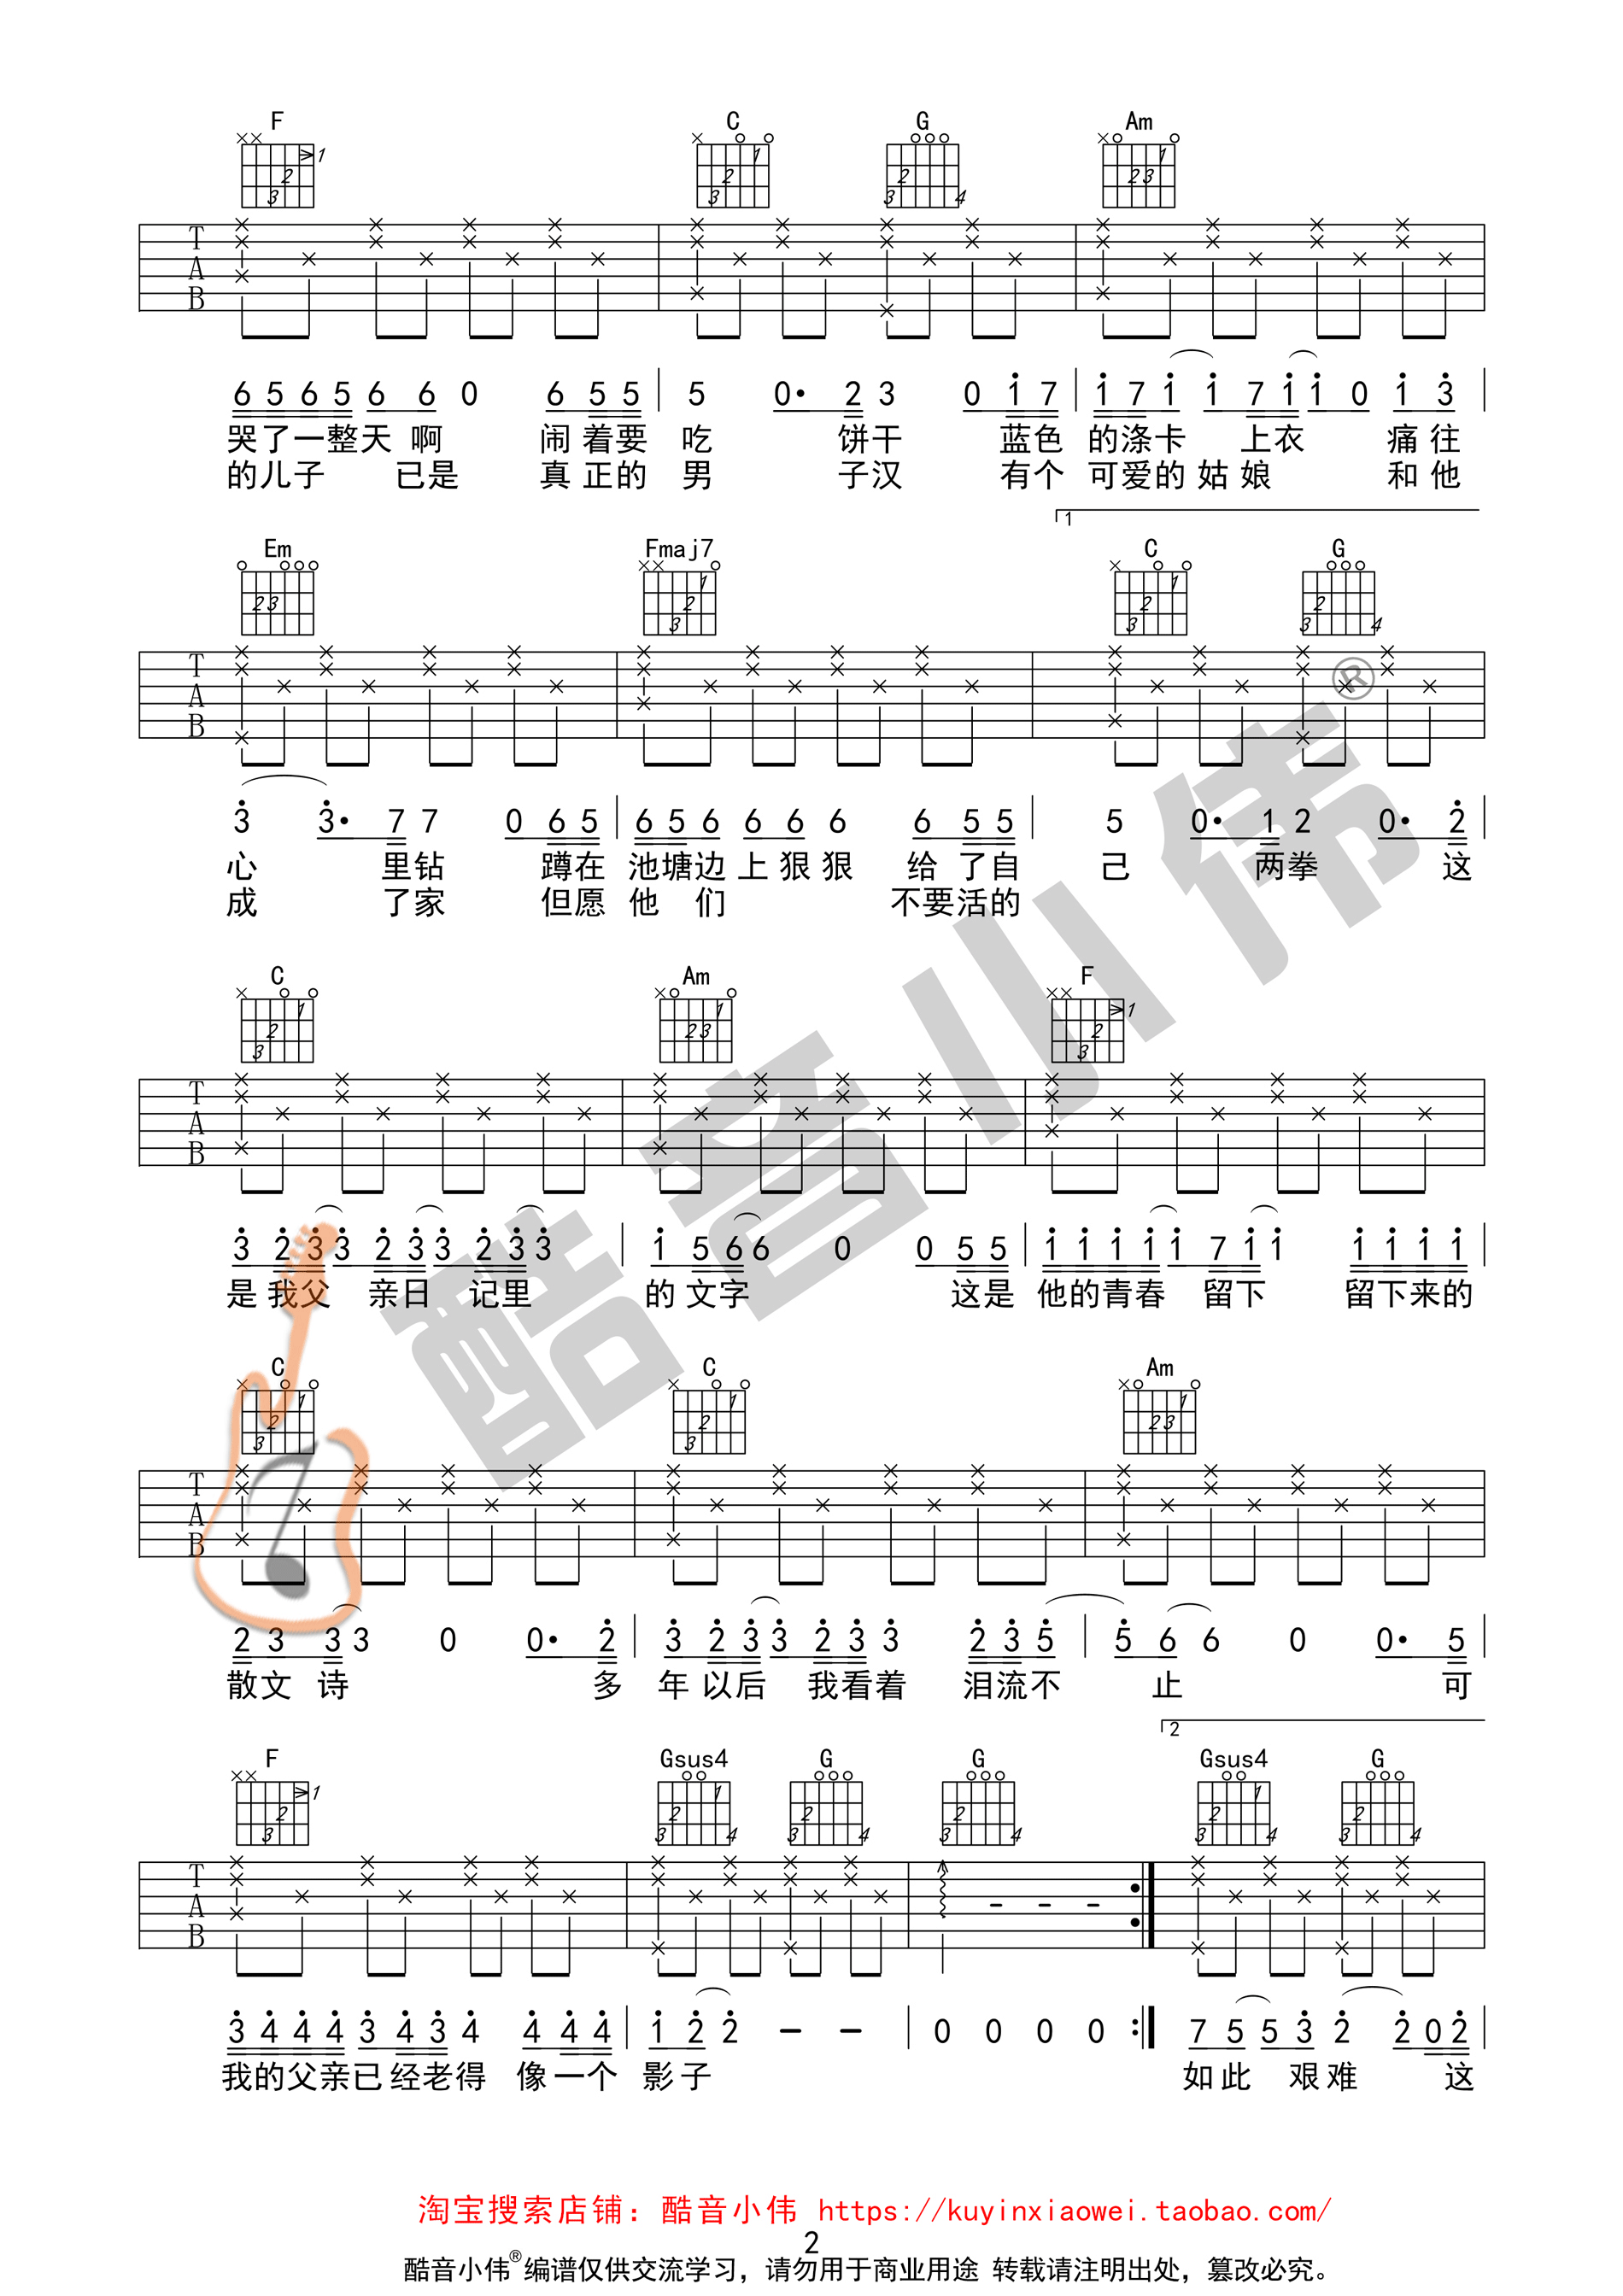 F C G Am
T A B
6 5 6 5 6 6 0 6 5 5 | 5 0· 2 3 0 1 7 | 1 7 1 1 7 1 1 0 1 3 |
哭了一整天 啊 闹 着要 吃 饼干 蓝色 的涤卡 上衣 痛 往
的儿子 已是 真 正的 男 子汉 有个 可爱的 姑 娘 和 他
1
Em Fmaj7 C G
T A B
3 3· 7 7 0 6 5 | 6 5 6 6 6 6 6 5 5 | 5 0· 1 2 0· 2 |
心 里钻 蹲在 池塘边 上 狠 狠 给 了自 己 两拳 这
成 了家 但愿 他 们 不要活的
C Am F
T A B
3 2 3 3 2 3 3 2 3 3 | 1 5 6 6 0 0 5 5 | 1 1 1 1 1 7 1 1 1 1 1 1 |
是 我父 亲日 记里 的 文字 这是 他的青春 留下 留下来的
C C Am
T A B
2 3 3 3 0 0· 2 | 3 2 3 3 2 3 3 2 3 5 | 5 6 6 0 0· 5 |
散文 诗 多 年 以后 我看着 泪流不 止 可
2
F Gsus4 G G Gsus4 G
T A B
3 4 4 4 3 4 3 4 4 4 4 | 1 2 2 - - | 0 0 0 0 :| 7 5 5 3 2 2 0 2 |
我的父亲已 经老得 像一个 影子 如此 艰难 这
酷音小伟®
淘宝搜索店铺：酷音小伟 https://kuyinxiaowei.taobao.com/
2
酷音小伟®编谱仅供交流学习，请勿用于商业用途 转载请注明出处，篡改必究。